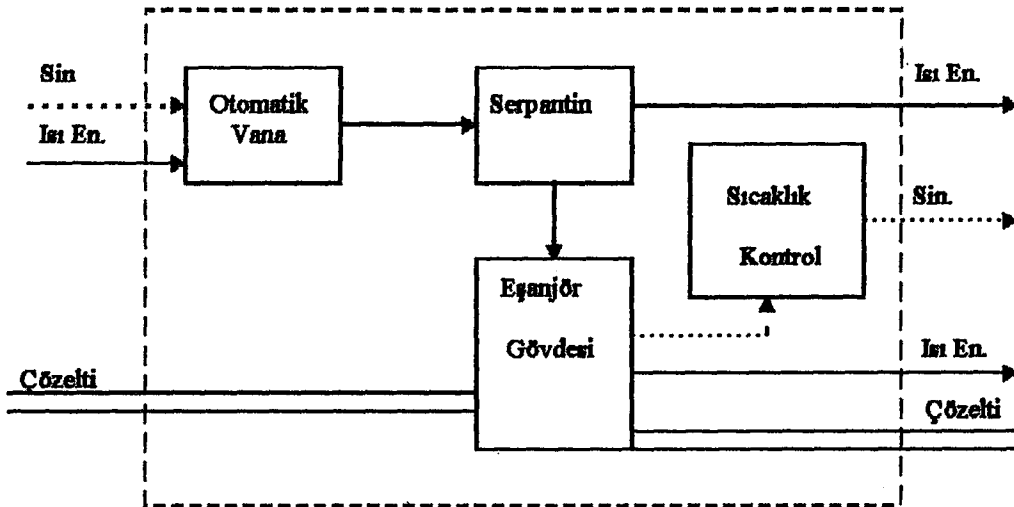 Sin
Isı En.
Otomatik
Vana
Serpantin
Isı En.
Sıcaklık
Kontrol
Sin.
Eşanjör
Gövdesi
Isı En.
Çözelti
Çözelti